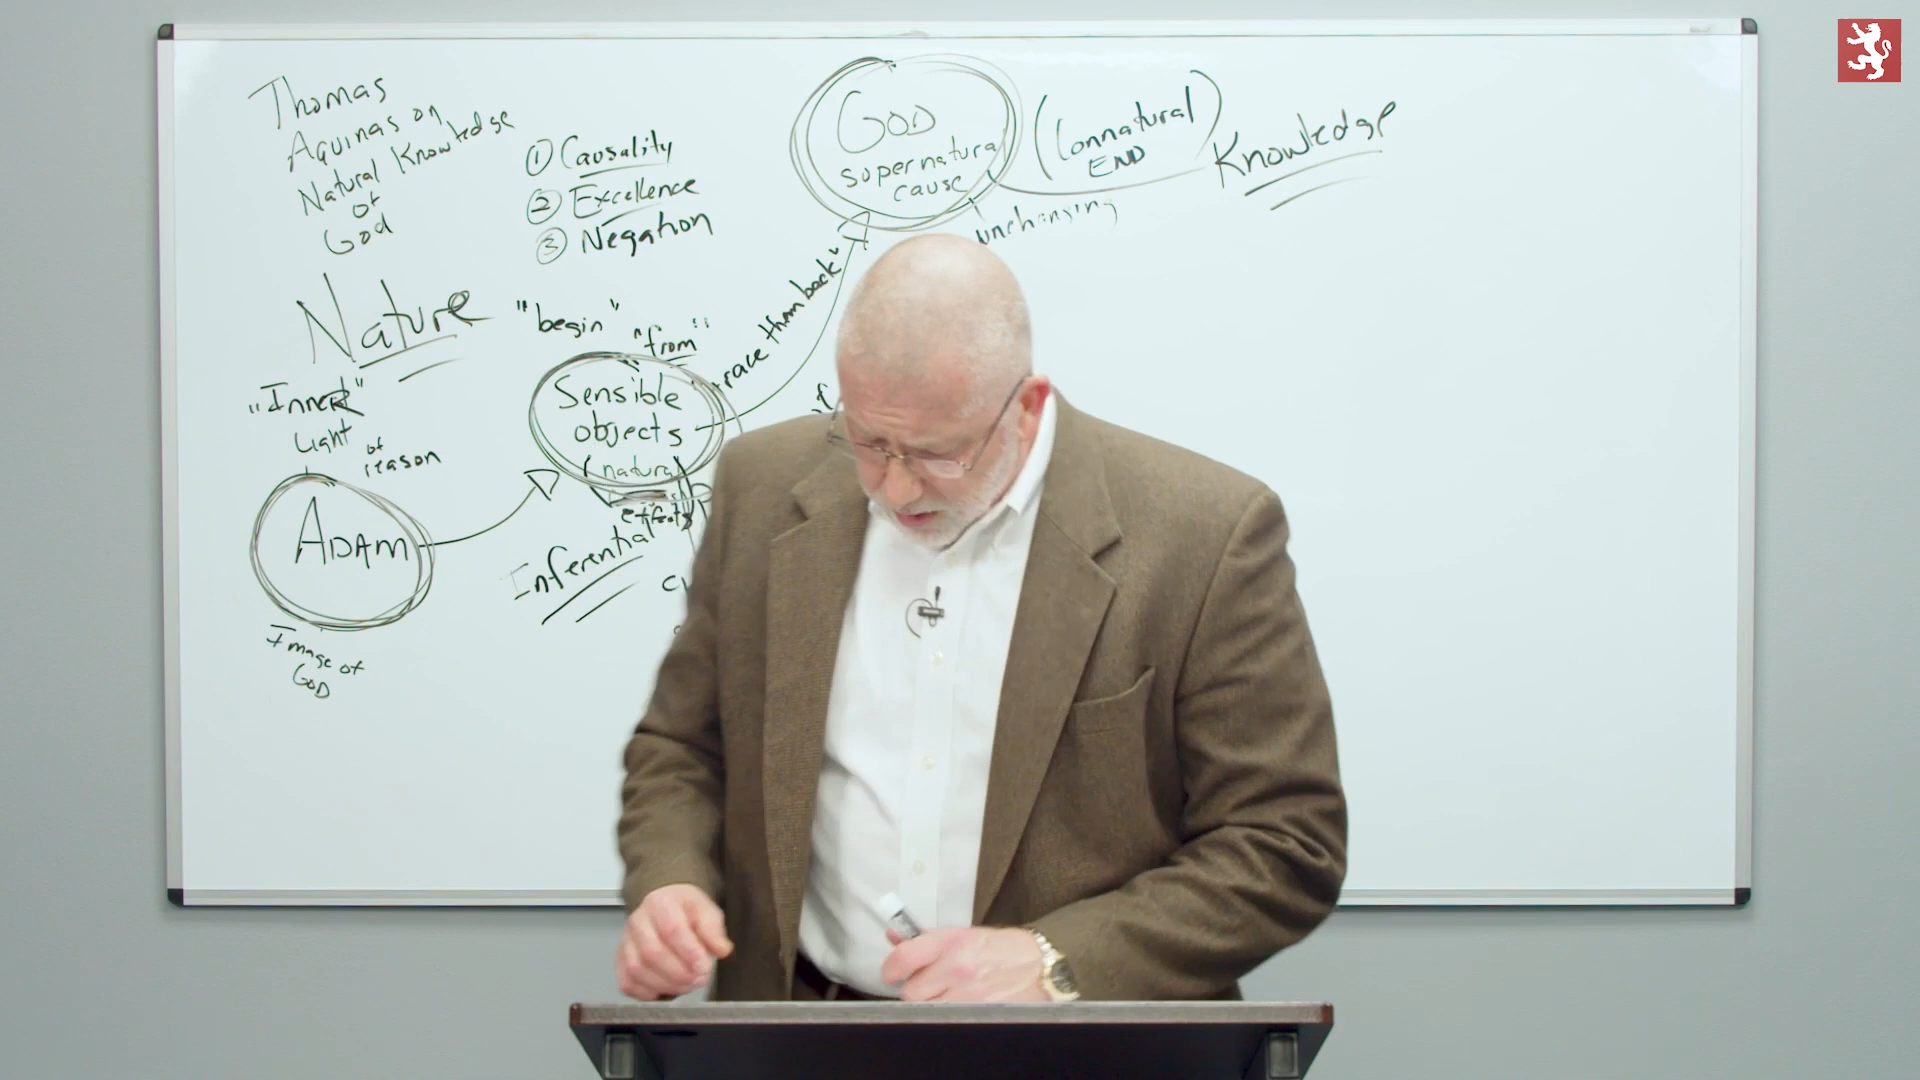 Thomas
Aquinas on
Natural Knowledge
of
God
① Causality
② Excellence
③ Negation
GOD
supernatural
cause
(Connatural)
END
Knowledge
unchanging
Nature
"begin"
"from"
"trace them back"
Sensible
objects
(natural
effects)
Inferential
"Inner"
Light
of
reason
ADAM
Image of
GOD